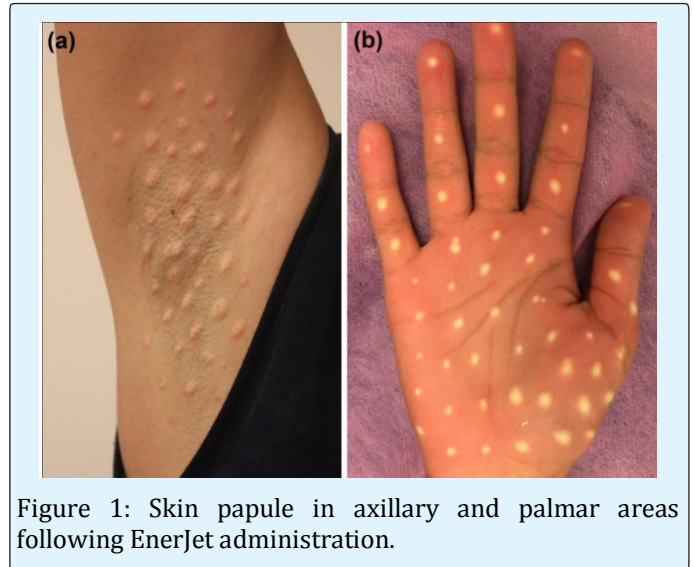 (a)
(b)
Figure 1: Skin papule in axillary and palmar areas
following EnerJet administration.